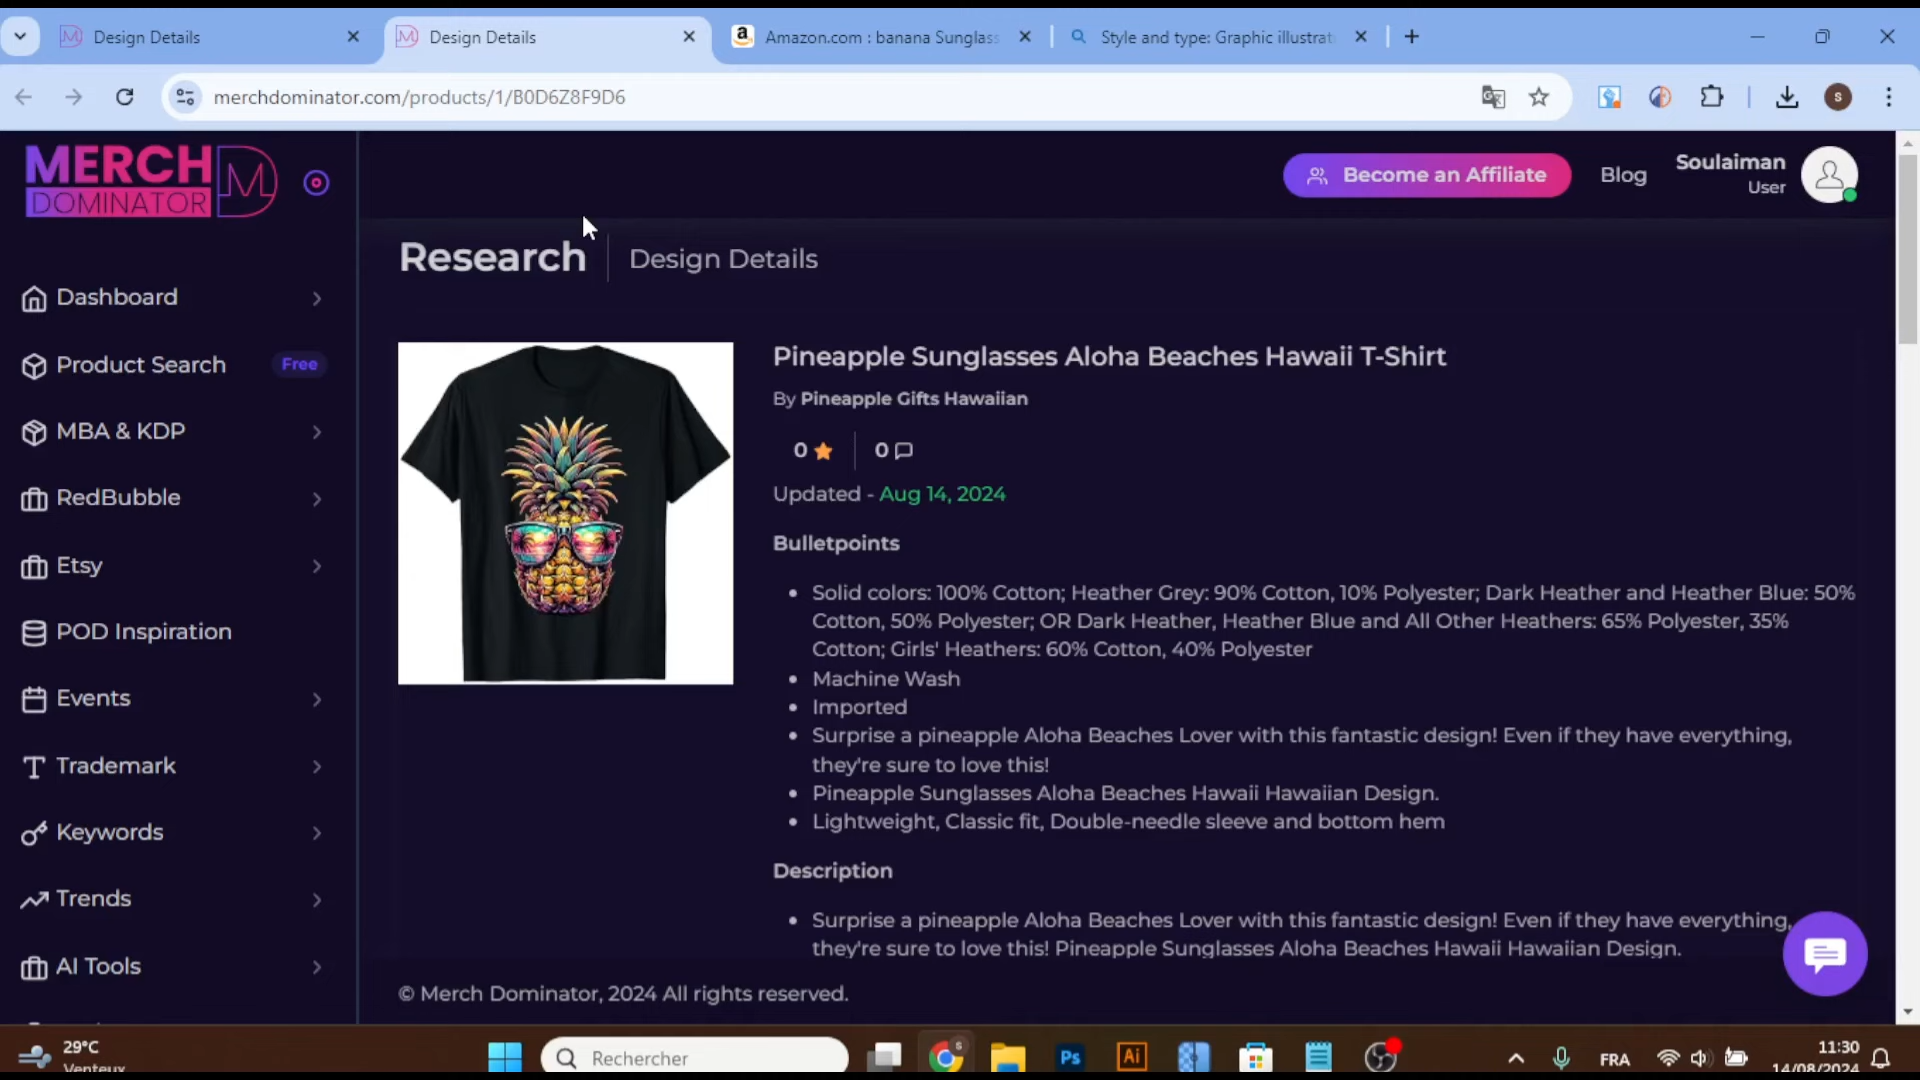 Design Details
Design Details
Amazon.com : banana Sunglass
Style and type: Graphic illustrat
merchdominator.com/products/1/B0D6Z8F9D6
s
MERCH
DOMINATOR
Become an Affiliate
Blog
Soulaiman
User
Research
Design Details
Dashboard
Product Search
Free
MBA & KDP
RedBubble
Etsy
POD Inspiration
Events
Trademark
Keywords
Trends
AI Tools
Pineapple Sunglasses Aloha Beaches Hawaii T-Shirt
By Pineapple Gifts Hawaiian
0
0
Updated - Aug 14, 2024
Bulletpoints
Solid colors: 100% Cotton; Heather Grey: 90% Cotton, 10% Polyester; Dark Heather and Heather Blue: 50%
Cotton, 50% Polyester; OR Dark Heather, Heather Blue and All Other Heathers: 65% Polyester, 35%
Cotton; Girls' Heathers: 60% Cotton, 40% Polyester
Machine Wash
Imported
Surprise a pineapple Aloha Beaches Lover with this fantastic design! Even if they have everything,
they're sure to love this!
Pineapple Sunglasses Aloha Beaches Hawaii Hawaiian Design.
Lightweight, Classic fit, Double-needle sleeve and bottom hem
Description
Surprise a pineapple Aloha Beaches Lover with this fantastic design! Even if they have everything,
they're sure to love this! Pineapple Sunglasses Aloha Beaches Hawaii Hawaiian Design.
© Merch Dominator, 2024 All rights reserved.
29°C
Venteux
Rechercher
S
Ps
Ai
FRA
11:30
14/08/2024